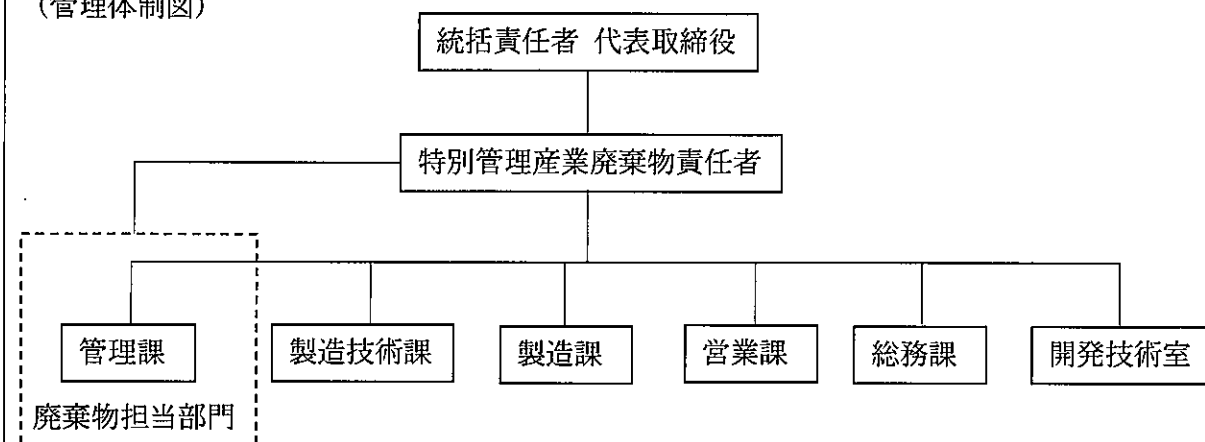 （管理体制図）
統括責任者 代表取締役
特別管理産業廃棄物責任者
管理課
製造技術課
製造課
営業課
総務課
開発技術室
廃棄物担当部門